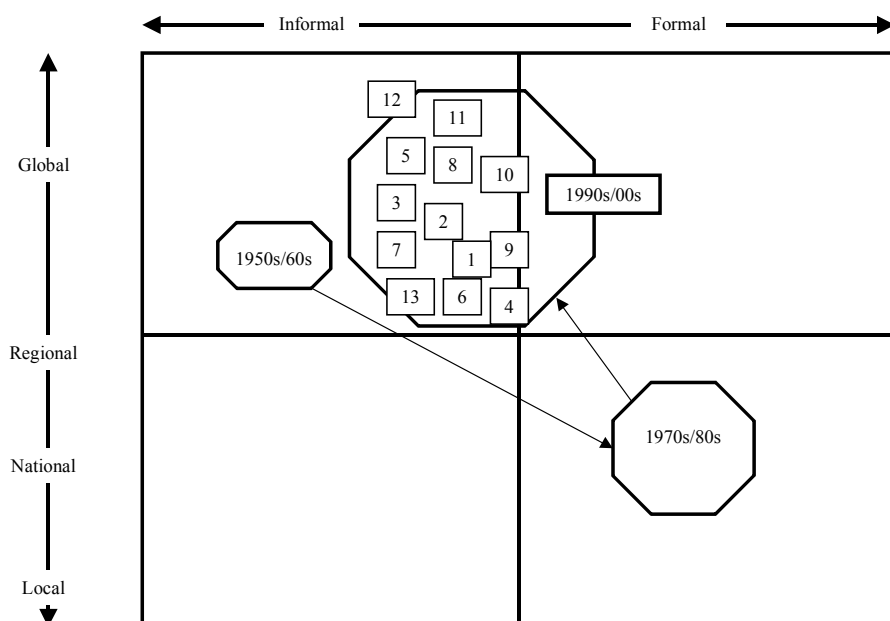 Informal Formal
12
11
Global
5
8
10
1990s/00s
3
2
7
1950s/60s
1
9
13
6
4
Regional
1970s/80s
National
Local